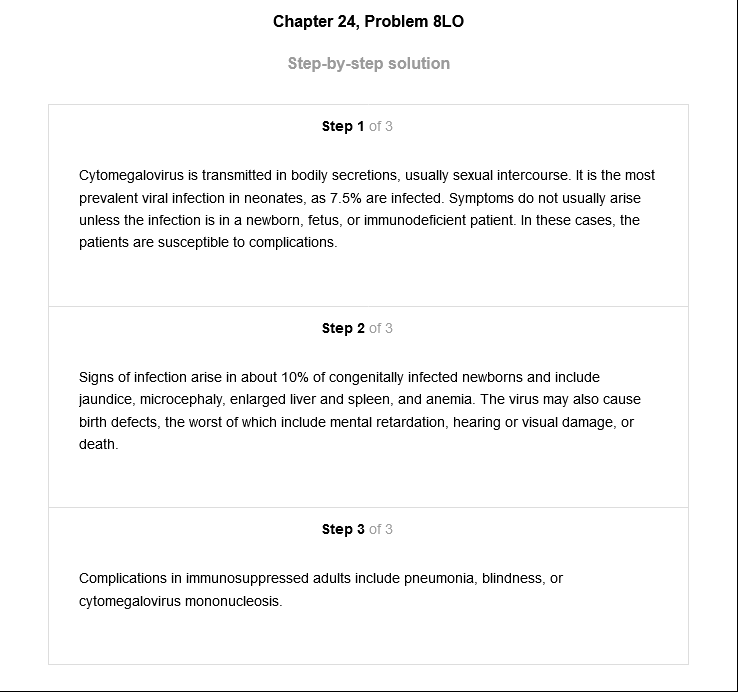 Chapter 24, Problem 8LO
Step-by-step solution
Step 1 of 3
Cytomegalovirus is transmitted in bodily secretions, usually sexual intercourse. It is the most
prevalent viral infection in neonates, as 7.5% are infected. Symptoms do not usually arise
unless the infection is in a newborn, fetus, or immunodeficient patient. In these cases, the
patients are susceptible to complications.
Step 2 of 3
Signs of infection arise in about 10% of congenitally infected newborns and include
jaundice, microcephaly, enlarged liver and spleen, and anemia. The virus may also cause
birth defects, the worst of which include mental retardation, hearing or visual damage, or
death.
Step 3 of 3
Complications in immunosuppressed adults include pneumonia, blindness, or
cytomegalovirus mononucleosis.